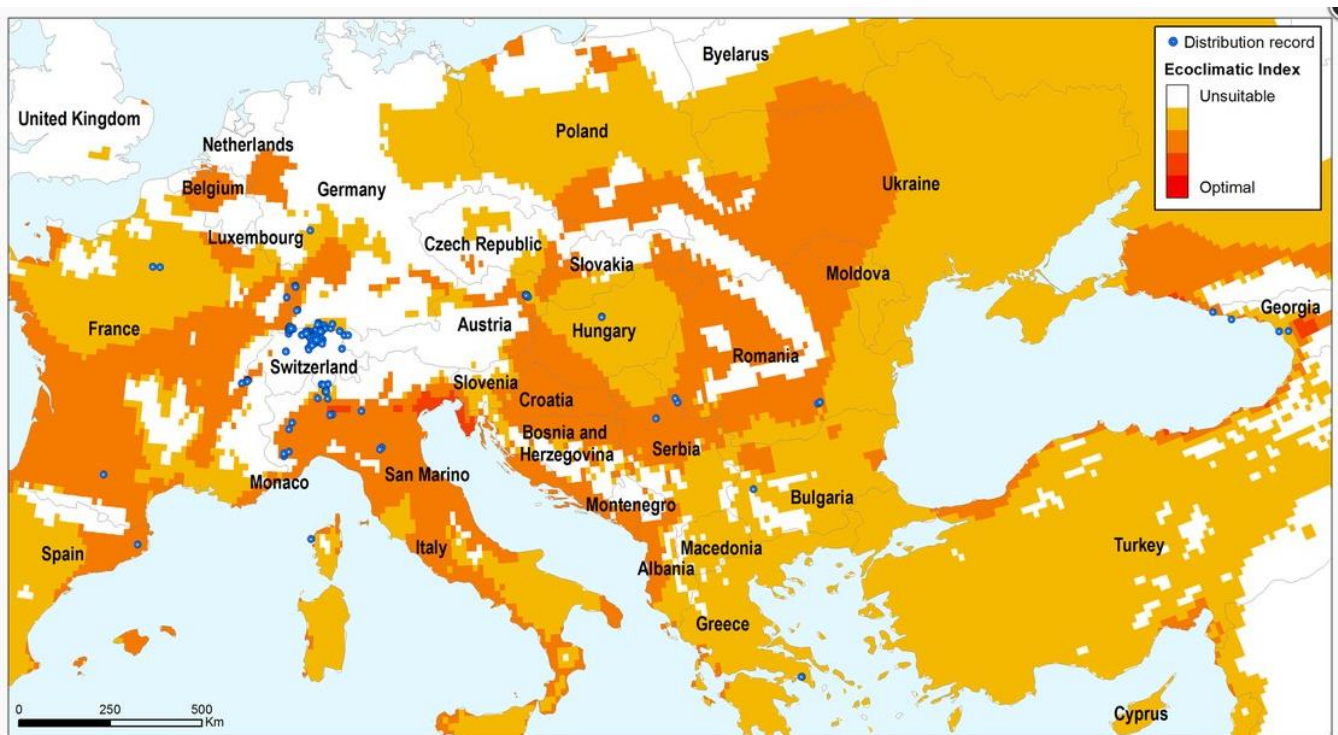 Distribution record
Ecoclimatic Index
Unsuitable
Optimal
Byelarus
United Kingdom
Netherlands
Poland
Belgium
Germany
Ukraine
Luxembourg
Czech Republic
Slovakia
Moldova
France
Austria
Hungary
Georgia
Switzerland
Romania
Slovenia
Croatia
Bosnia and
Herzegovina
Serbia
San Marino
Monaco
Montenegro
Bulgaria
Spain
Italy
Macedonia
Albania
Turkey
Greece
Cyprus
0 250 500
Km